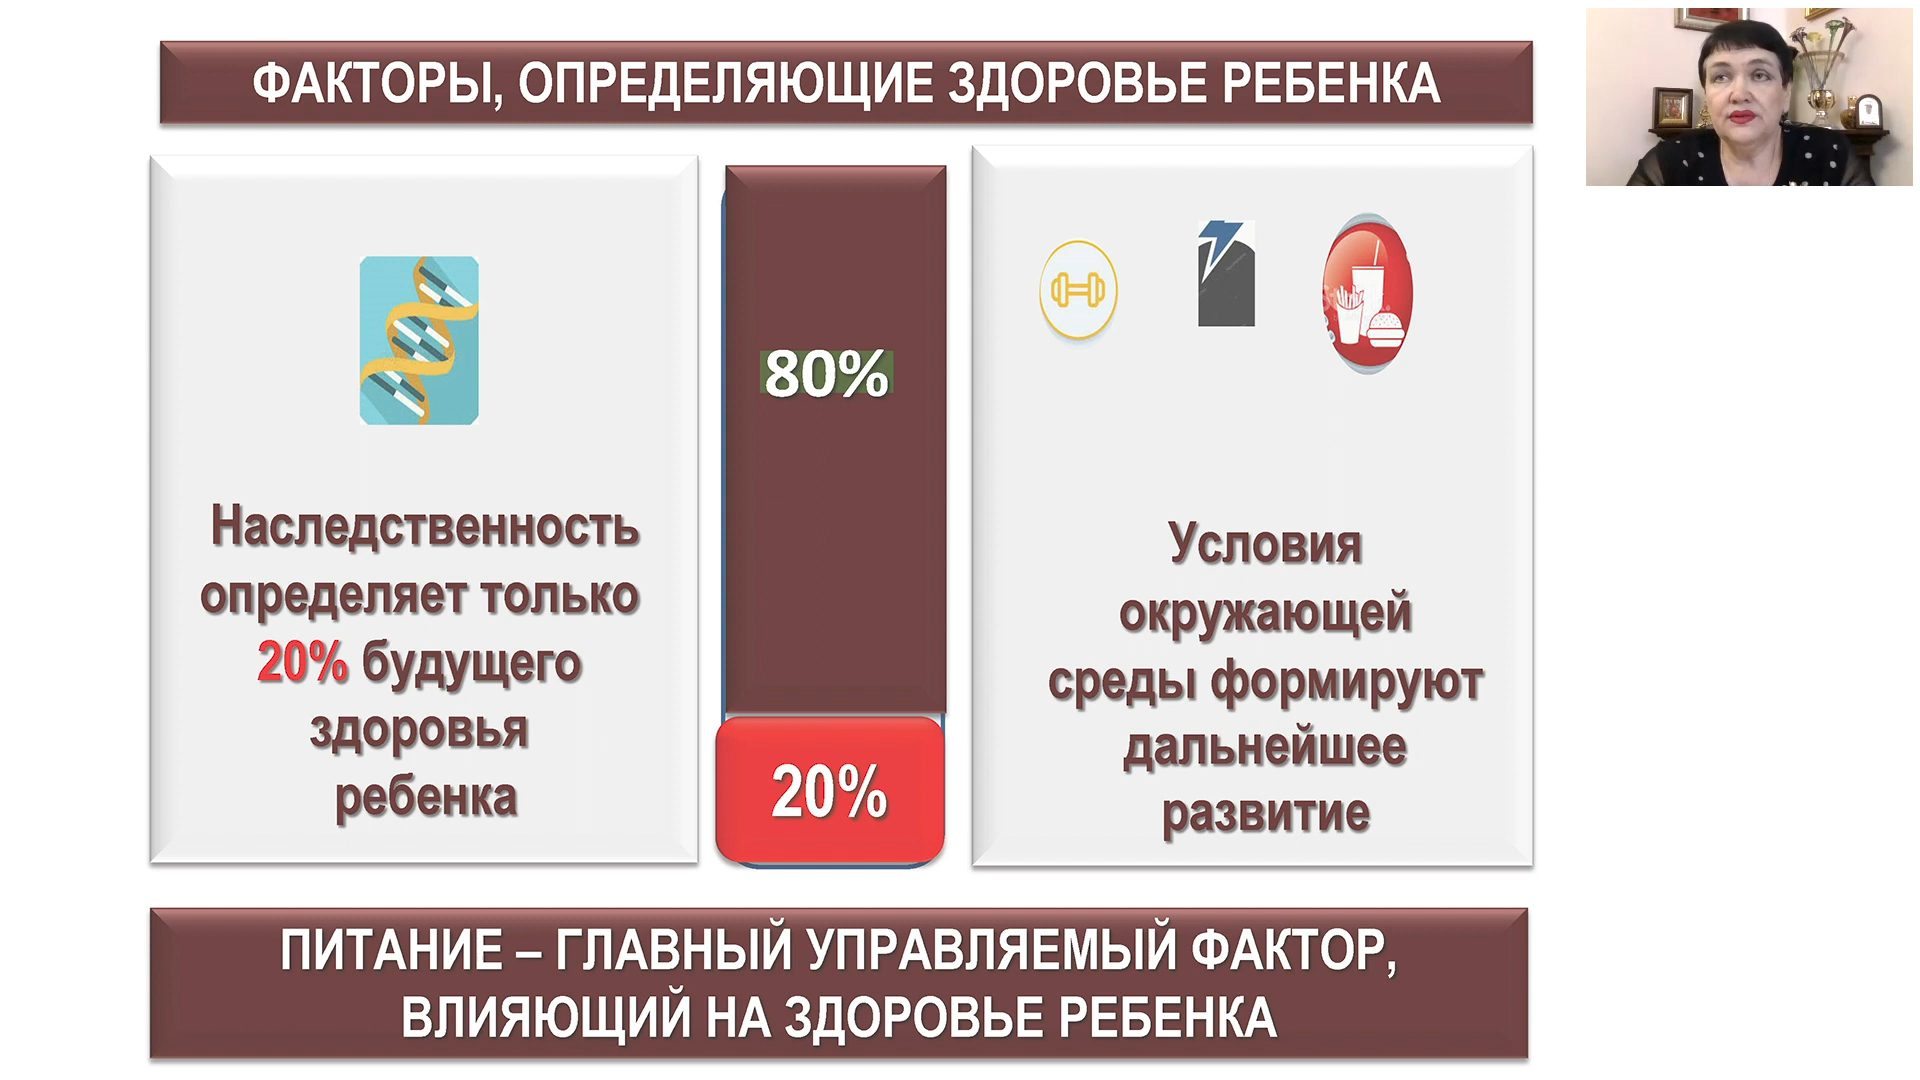 ФАКТОРЫ, ОПРЕДЕЛЯЮЩИЕ ЗДОРОВЬЕ РЕБЕНКА
Наследственность
определяет только
20% будущего
здоровья
ребенка
80%
20%
Условия
окружающей
среды формируют
дальнейшее
развитие
ПИТАНИЕ – ГЛАВНЫЙ УПРАВЛЯЕМЫЙ ФАКТОР,
ВЛИЯЮЩИЙ НА ЗДОРОВЬЕ РЕБЕНКА